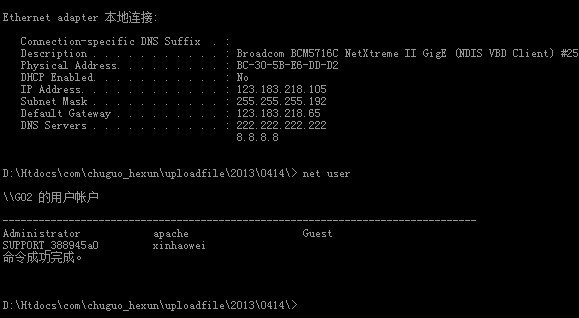 Ethernet adapter 本地连接:
Connection-specific DNS Suffix  . :
Description . . . . . . . . . . . : Broadcom BCM5716C NetXtreme II GigE (NDIS VBD Client) #25
Physical Address. . . . . . . . . : BC-30-5B-E6-DD-D2
DHCP Enabled. . . . . . . . . . . : No
IP Address. . . . . . . . . . . . : 123.183.218.105
Subnet Mask . . . . . . . . . . . : 255.255.255.192
Default Gateway . . . . . . . . . : 123.183.218.65
DNS Servers . . . . . . . . . . . : 222.222.222.222
8.8.8.8
D:\Htdocs\com\chuguo_hexun\uploadfile\2013\0414\> net user
\\G02 的用户帐户
-------------------------------------------------------------------------------
Administrator            apache                   Guest
SUPPORT_388945a0         xinhaowei
命令成功完成。
D:\Htdocs\com\chuguo_hexun\uploadfile\2013\0414\>